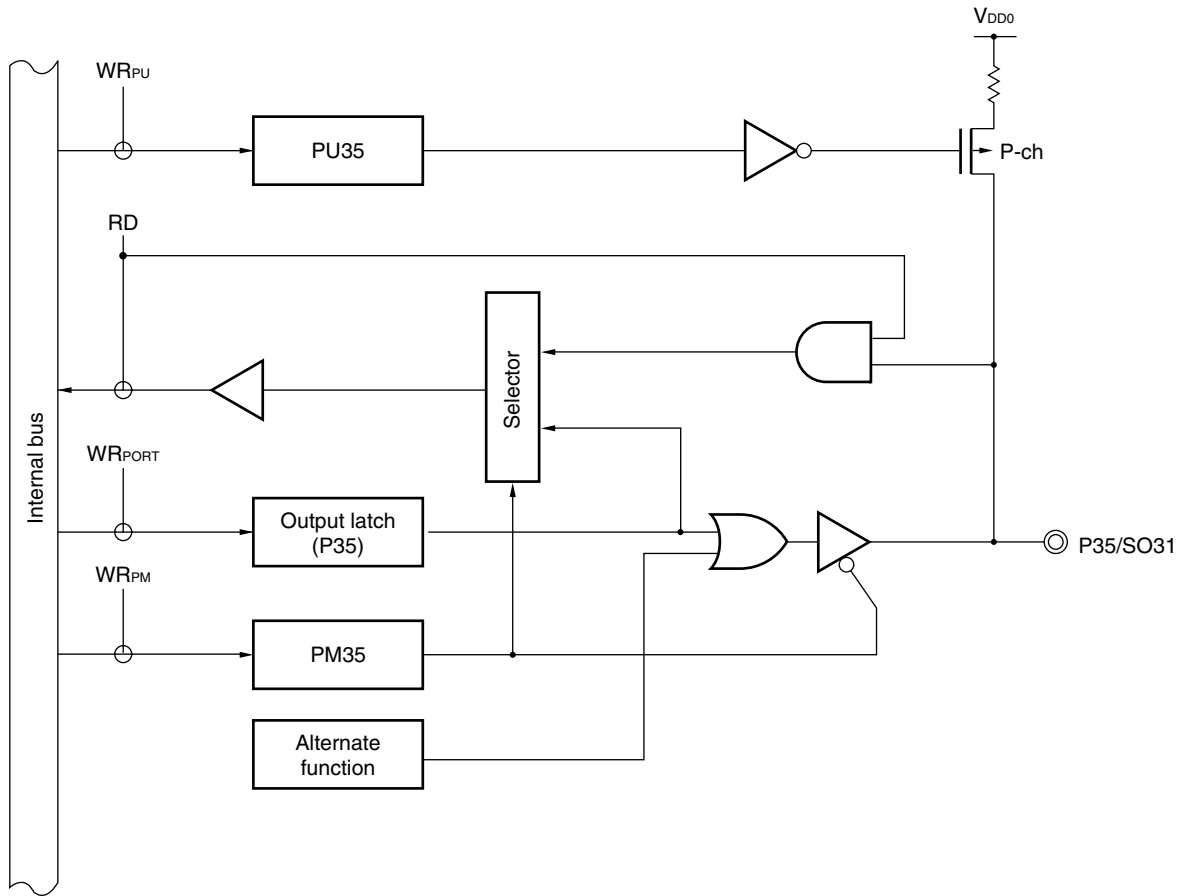 VDD0
WRPU
PU35
P-ch
RD
Selector
Internal bus
WRPORT
Output latch
(P35)
P35/SO31
WRPM
PM35
Alternate
function